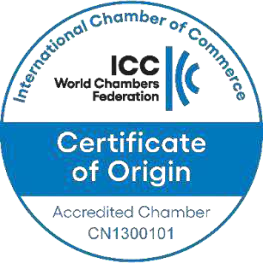 International Chamber of Commerce
ICC
World Chambers
Federation
Certificate
of Origin
Accredited Chamber
CN1300101